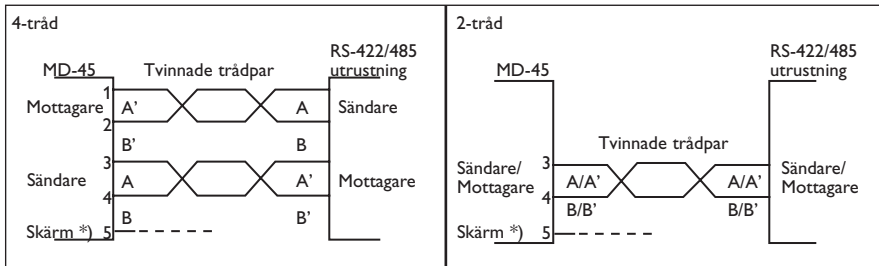 4-tråd
RS-422/485
utrustning
MD-45
Tvinnade trådpar
1
Mottagare
A’
A
Sändare
2
B’
B
3
Sändare
A
A’
Mottagare
4
B
B’
Skärm *)
5
2-tråd
RS-422/485
utrustning
MD-45
Tvinnade trådpar
3
Sändare/
Mottagare
A/A’
A/A’
Sändare/
Mottagare
4
B/B’
B/B’
Skärm *)
5